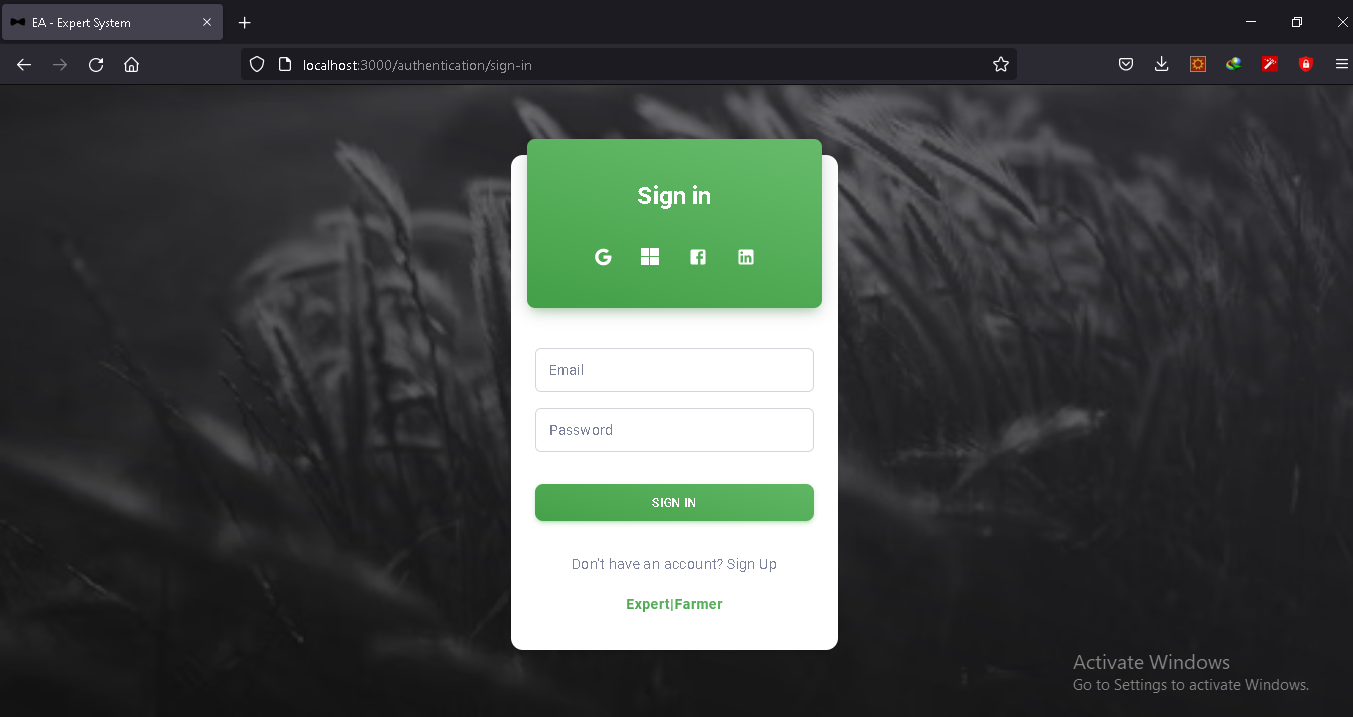 EA - Expert System
localhost:3000/authentication/sign-in
Sign in
Email
Password
SIGN IN
Don't have an account? Sign Up
Expert|Farmer
Activate Windows
Go to Settings to activate Windows.